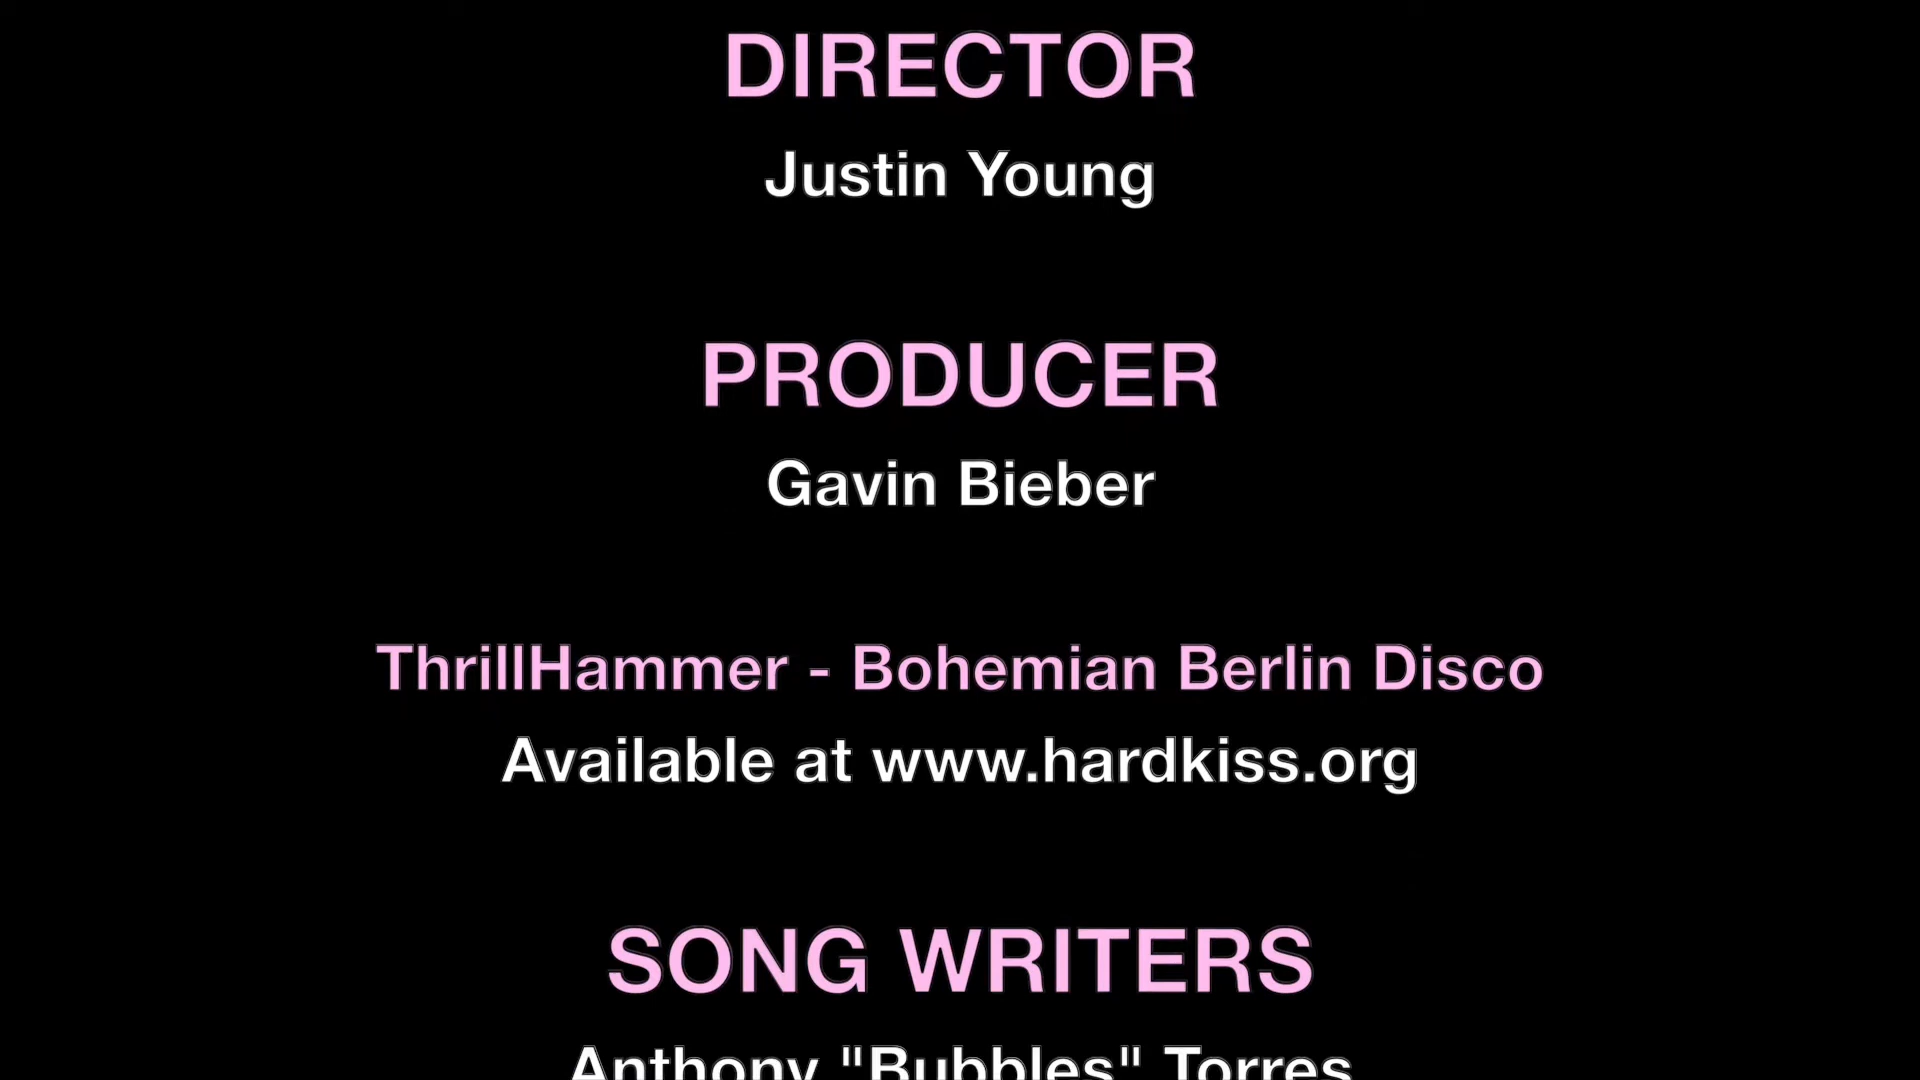 DIRECTOR
Justin Young
PRODUCER
Gavin Bieber
ThrillHammer - Bohemian Berlin Disco
Available at www.hardkiss.org
SONG WRITERS
Anthony "Bubbles" Torres